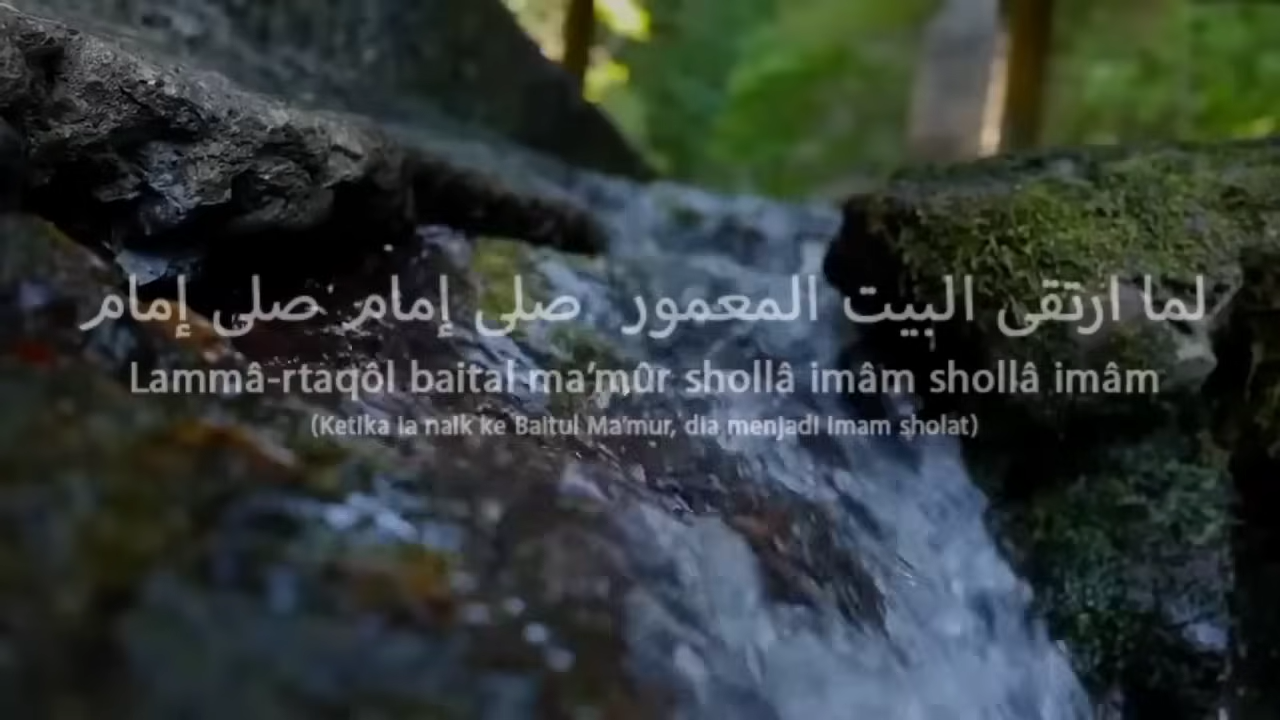 لما ارتقى البيت المعمور صلى إمام صلى إمام
Lammâ-rtaqôl baital ma'mûr shollâ imâm shollâ imâm
(Ketika ia naik ke Baitul Ma'mur, dia menjadi imam sholat)